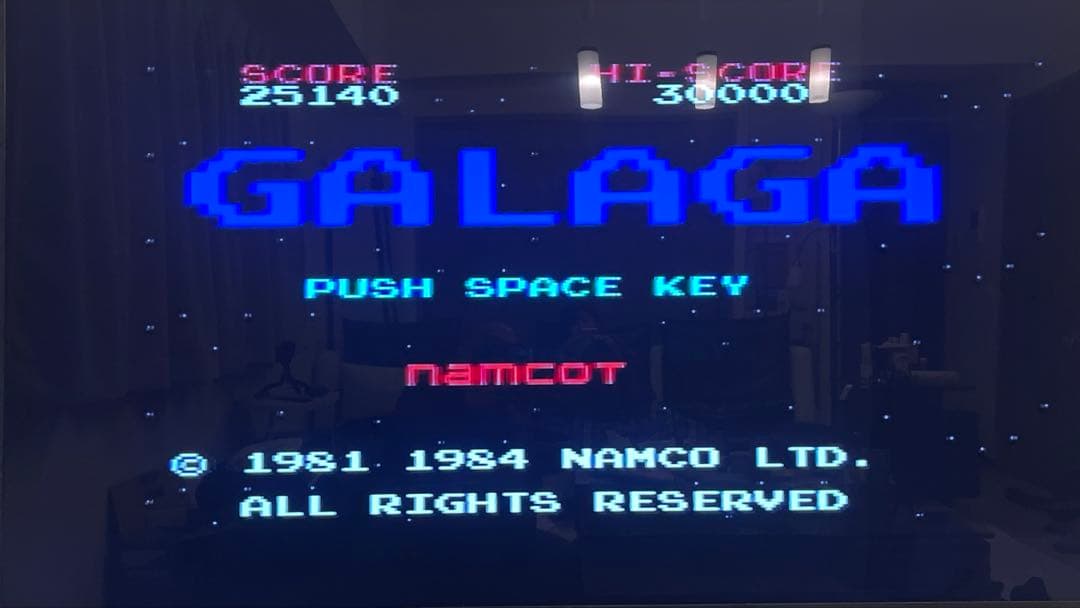 SCORE HI-SCORE
25140 30000
GALAGA
PUSH SPACE KEY
namcot
© 1981 1984 NAMCO LTD.
ALL RIGHTS RESERVED